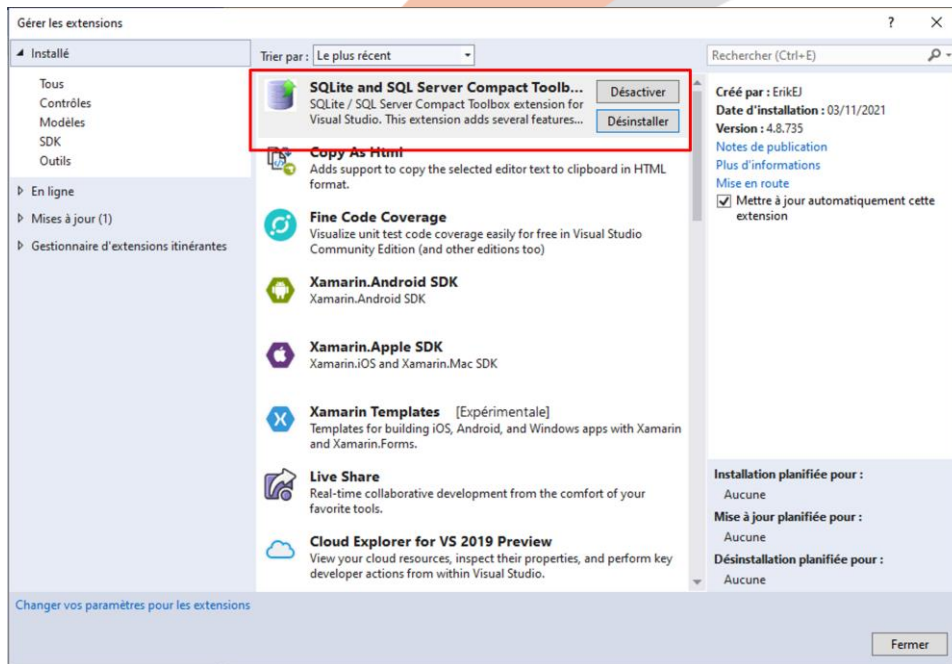 Gérer les extensions
? ×
Installé
Trier par : Le plus récent
Rechercher (Ctrl+E)
Tous
Contrôles
Modèles
SDK
Outils
En ligne
Mises à jour (1)
Gestionnaire d'extensions itinérantes
SQLite and SQL Server Compact Toolb...
SQLite / SQL Server Compact Toolbox extension for
Visual Studio. This extension adds several features...
Désactiver
Désinstaller
Copy As Html
Adds support to copy the selected editor text to clipboard in HTML
format.
Fine Code Coverage
Visualize unit test code coverage easily for free in Visual Studio
Community Edition (and other editions too)
Xamarin.Android SDK
Xamarin.Android SDK
Xamarin.Apple SDK
Xamarin.iOS and Xamarin.Mac SDK
Xamarin Templates [Expérimentale]
Templates for building iOS, Android, and Windows apps with Xamarin
and Xamarin.Forms.
Live Share
Real-time collaborative development from the comfort of your
favorite tools.
Cloud Explorer for VS 2019 Preview
View your cloud resources, inspect their properties, and perform key
developer actions from within Visual Studio.
Créé par : ErikEJ
Date d'installation : 03/11/2021
Version : 4.8.735
Notes de publication
Plus d'informations
Mise en route
Mettre à jour automatiquement cette
extension
Installation planifiée pour :
Aucune
Mise à jour planifiée pour :
Aucune
Désinstallation planifiée pour :
Aucune
Changer vos paramètres pour les extensions
Fermer